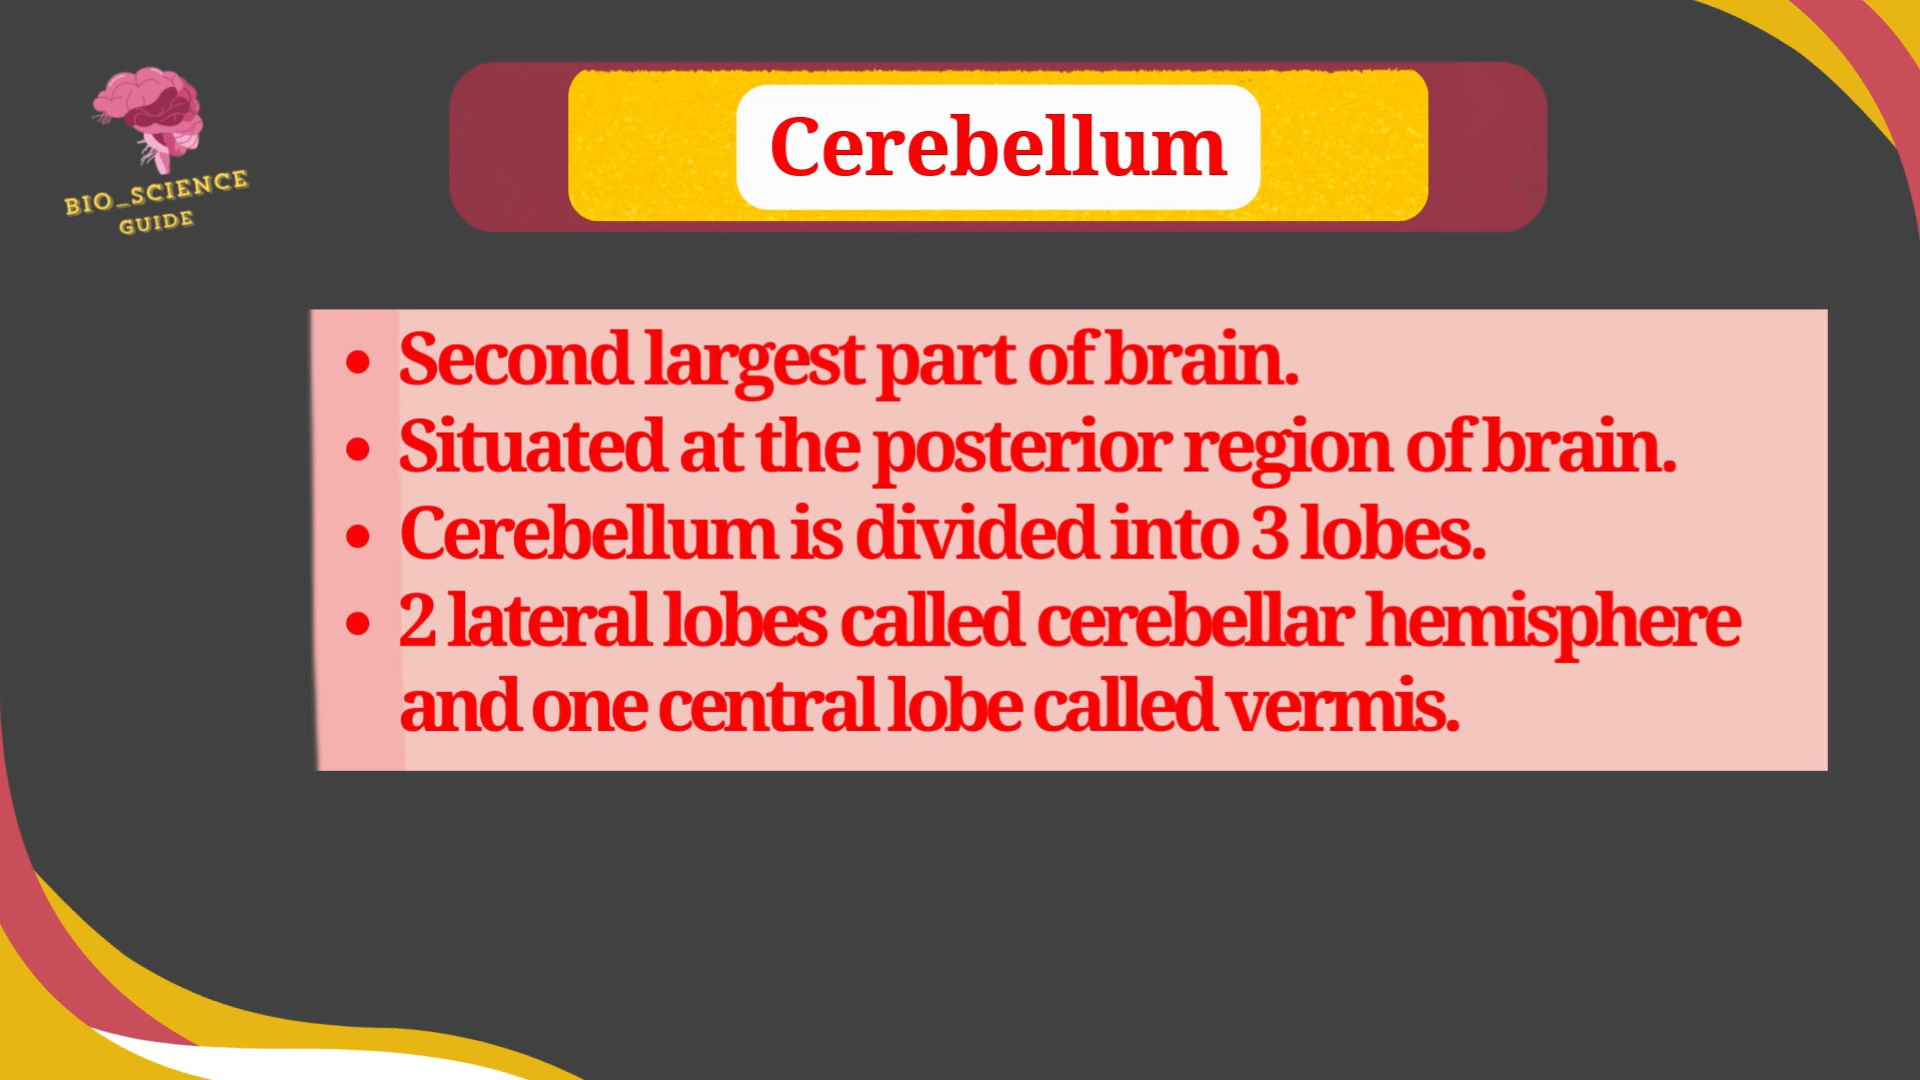 BIO_SCIENCE
GUIDE
Cerebellum
• Second largest part of brain.
• Situated at the posterior region of brain.
• Cerebellum is divided into 3 lobes.
• 2 lateral lobes called cerebellar hemisphere
and one central lobe called vermis.